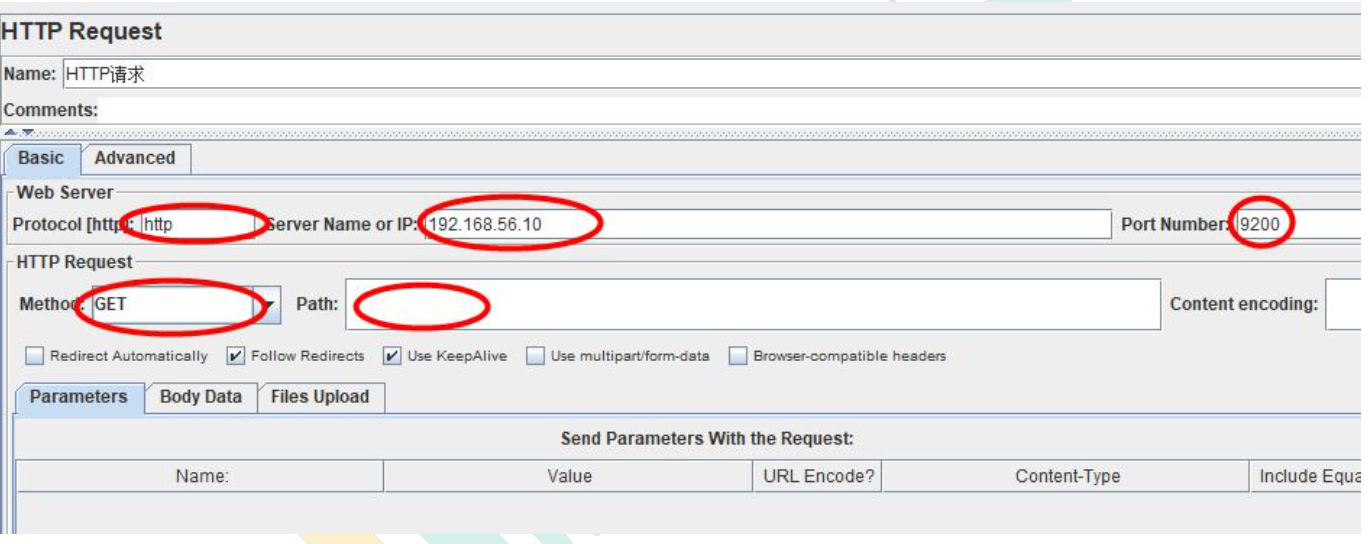 HTTP Request
Name: HTTP请求
Comments:
Basic Advanced
Web Server
Protocol [http]: http Server Name or IP: 192.168.56.10 Port Number: 9200
HTTP Request
Method: GET Path: Content encoding:
Redirect Automatically Follow Redirects Use KeepAlive Use multipart/form-data Browser-compatible headers
Parameters Body Data Files Upload
Send Parameters With the Request:
Name: Value URL Encode? Content-Type Include Equa